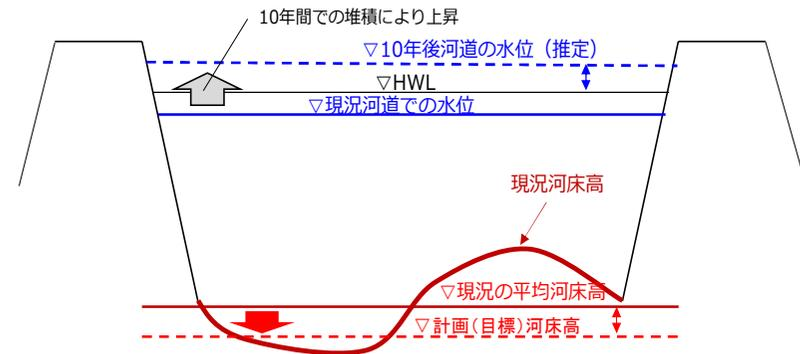 10年間での堆積により上昇
▽10年後河道の水位（推定）
▽HWL
▽現況河道での水位
現況河床高
▽現況の平均河床高
▽計画(目標)河床高